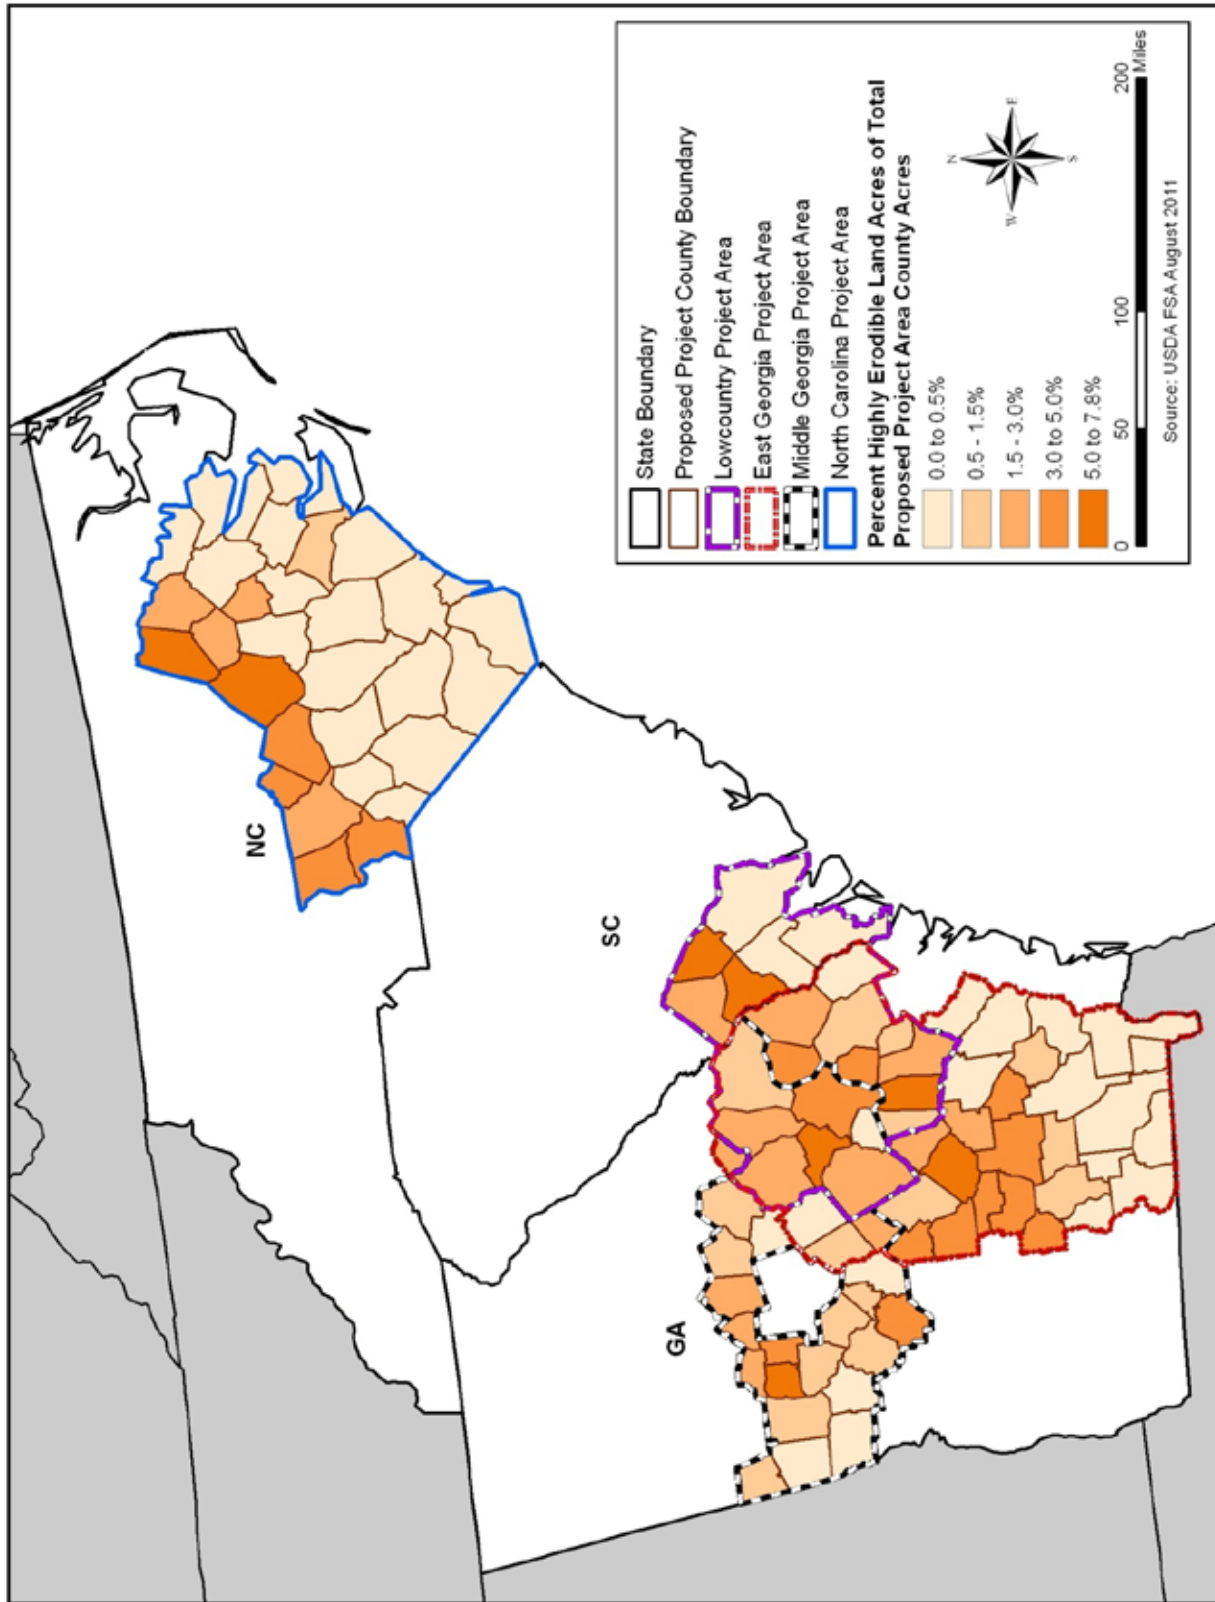 NC
SC
GA
State Boundary
Proposed Project County Boundary
Lowcountry Project Area
East Georgia Project Area
Middle Georgia Project Area
North Carolina Project Area
Percent Highly Erodible Land Acres of Total
Proposed Project Area County Acres
0.0 to 0.5%
0.5 - 1.5%
1.5 - 3.0%
3.0 to 5.0%
5.0 to 7.8%
N
W
E
S
0 50 100 200
Miles
Source: USDA FSA August 2011